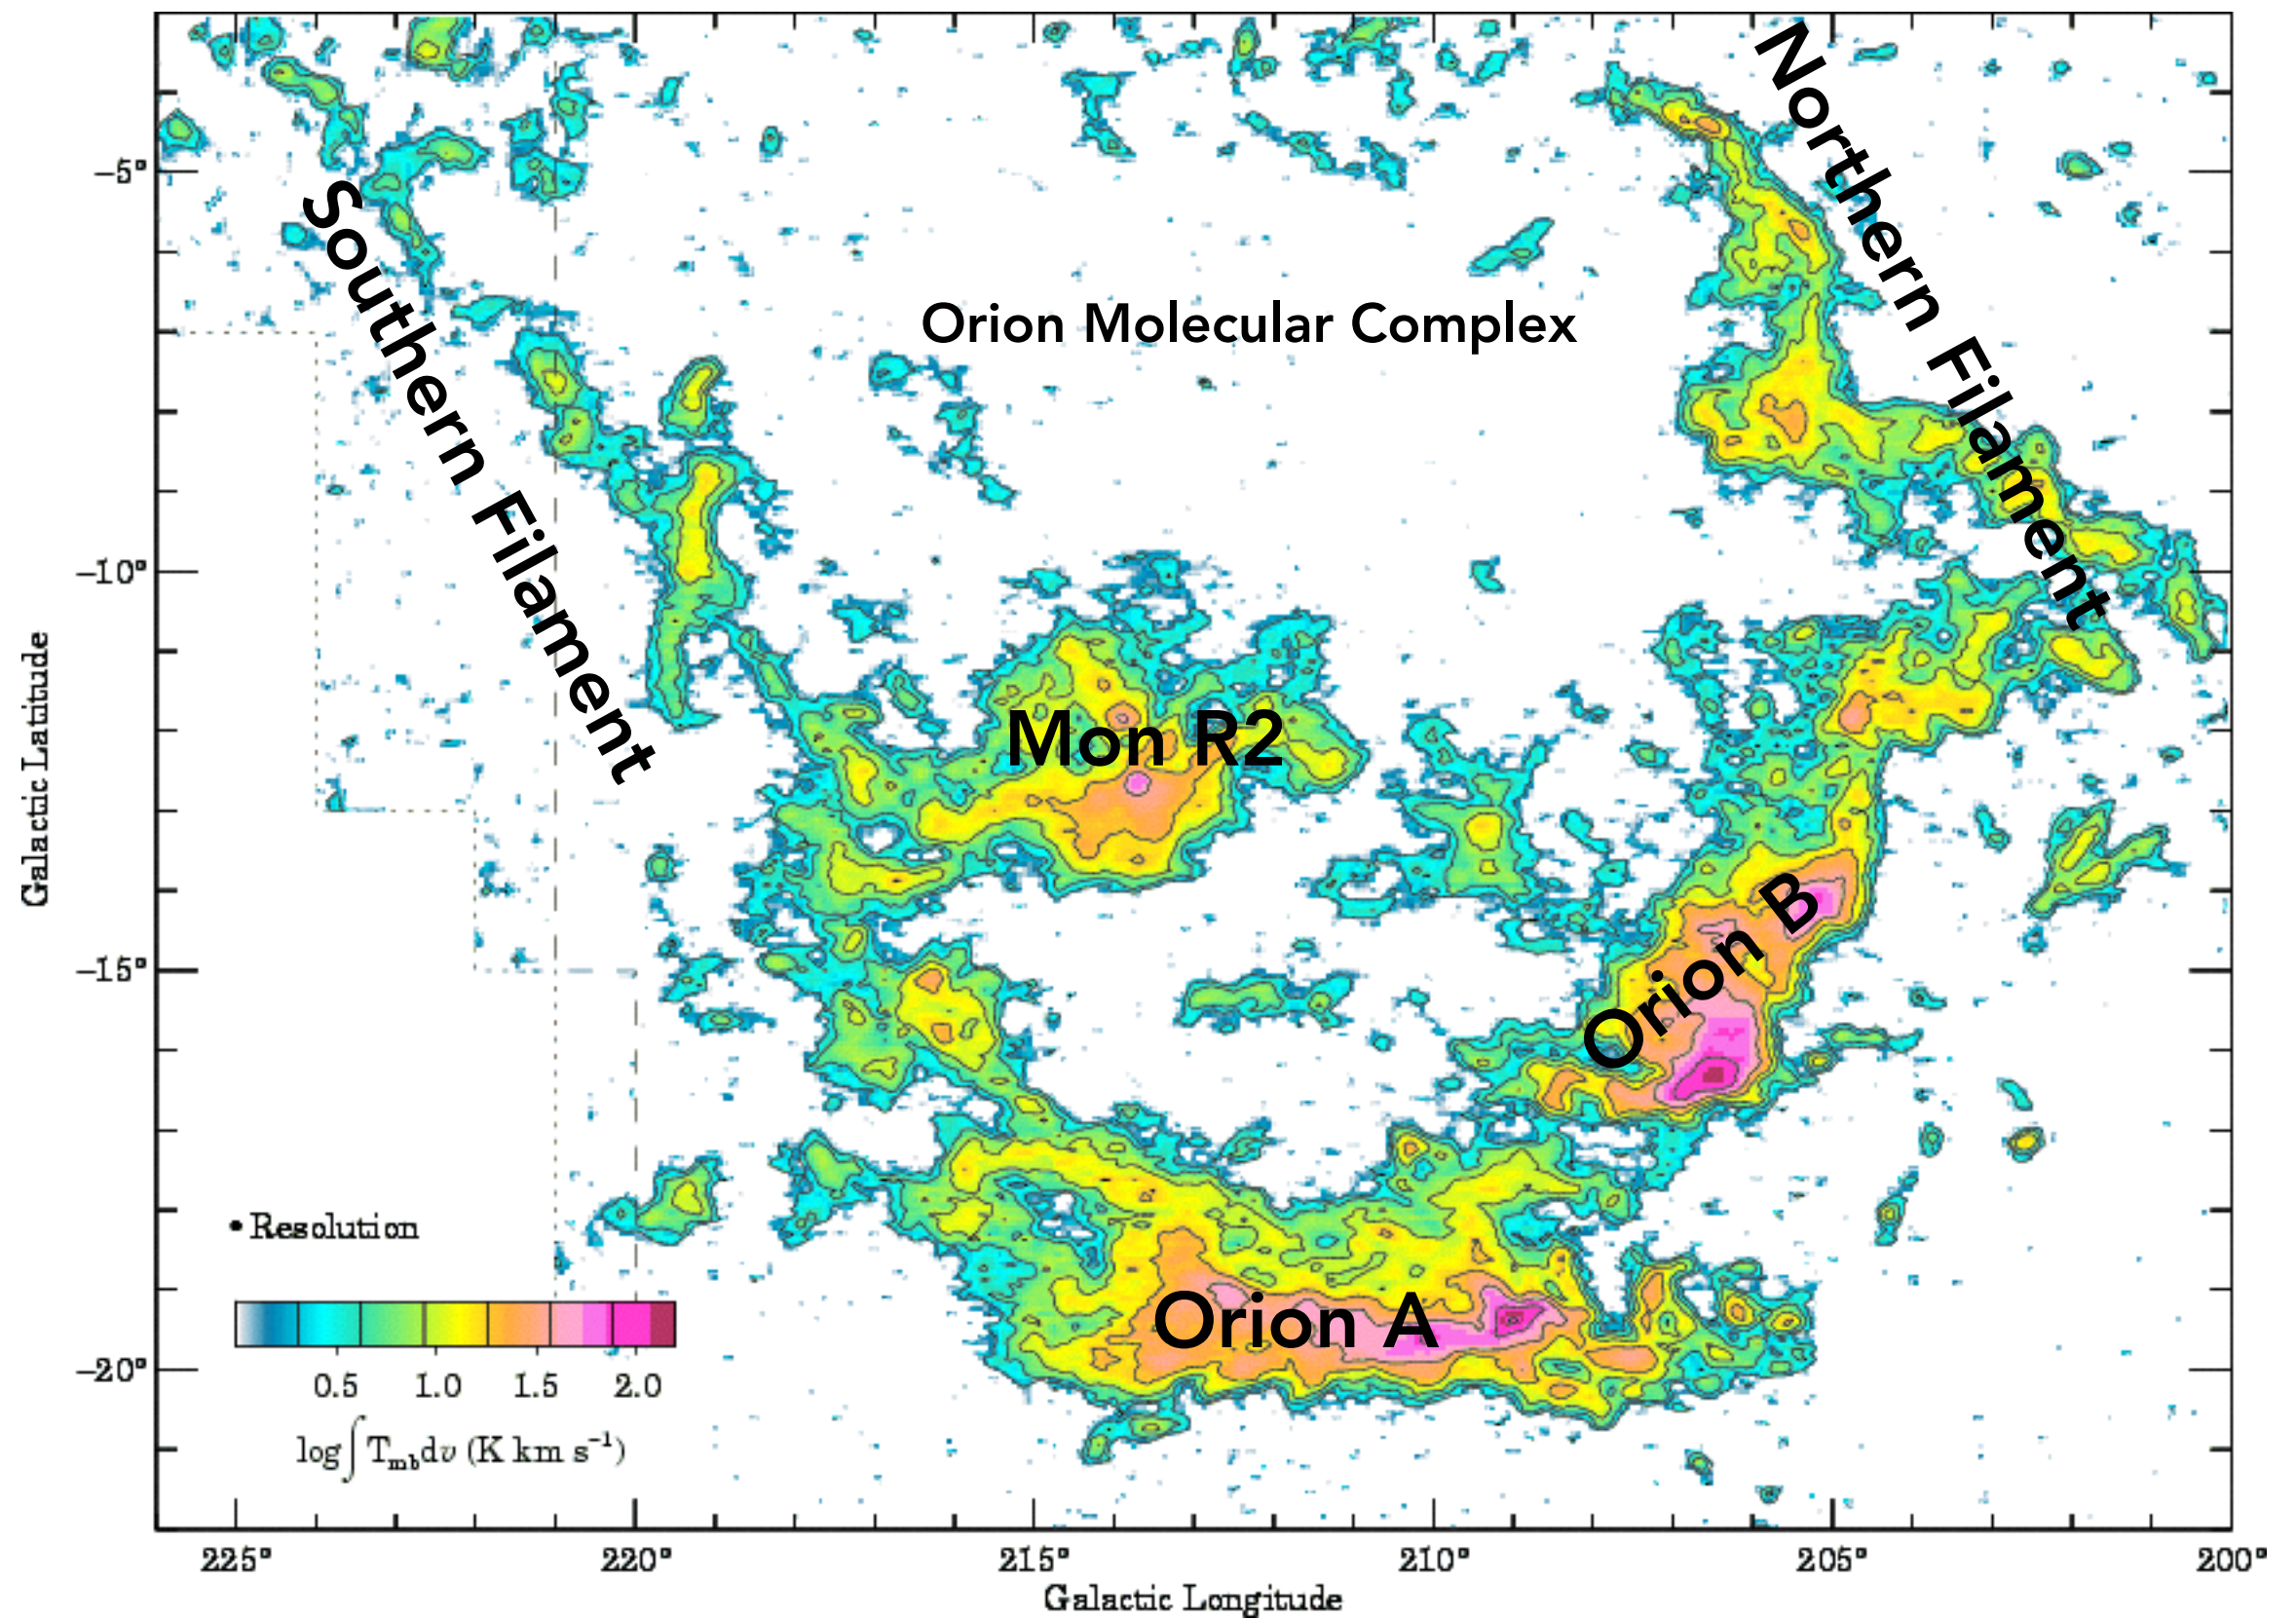 Northern Filament
−5°
Southern Filament
Orion Molecular Complex
−10°
Galactic Latitude
Mon R2
Orion B
−15°
Resolution
Orion A
−20°
0.5 1.0 1.5 2.0
log∫T_mb dv (K km s⁻¹)
225° 220° 215° 210° 205° 200°
Galactic Longitude